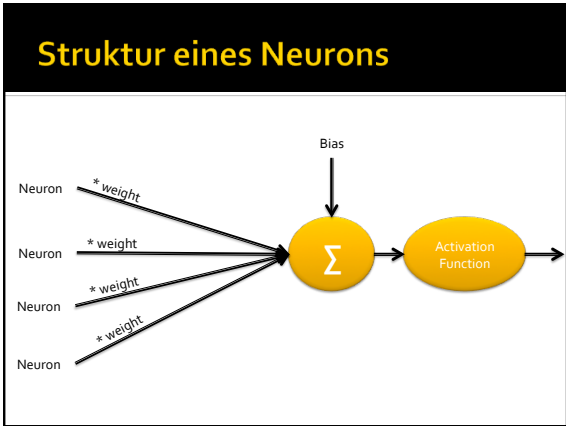 Struktur eines Neurons
Bias
Neuron
* weight
Neuron
* weight
∑
Activation
Function
Neuron
* weight
Neuron
* weight